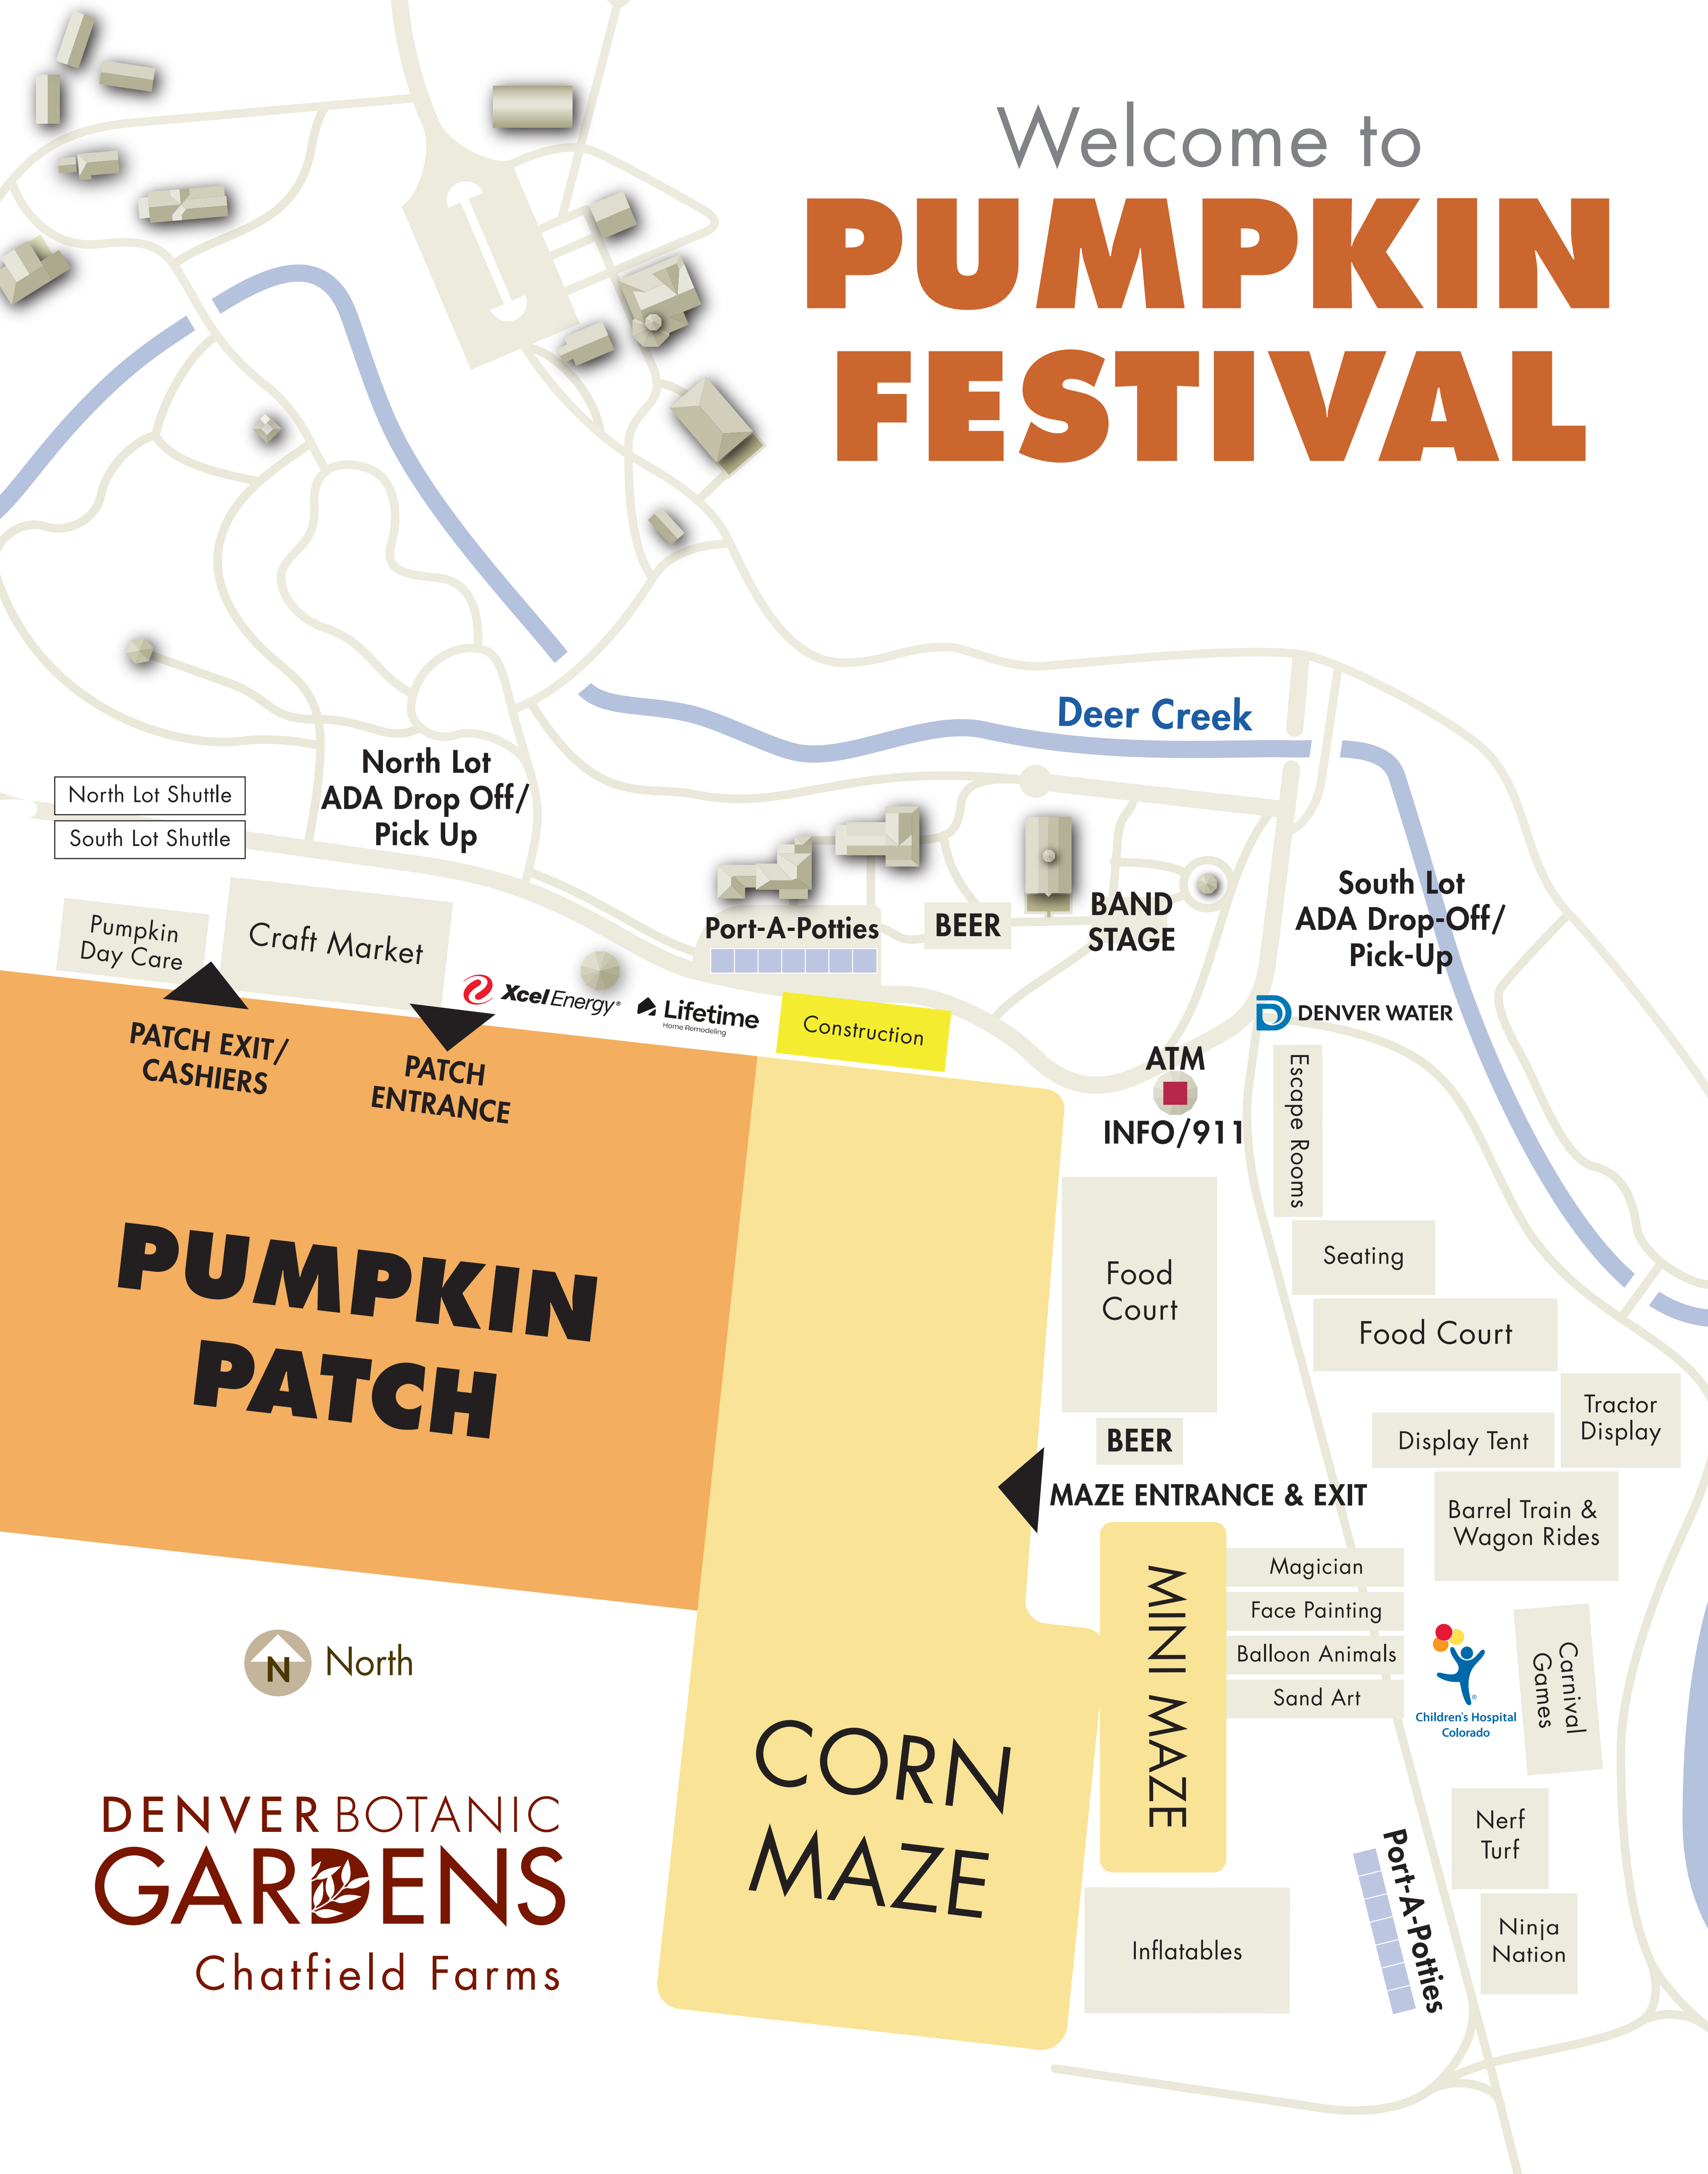 Welcome to
PUMPKIN
FESTIVAL
Deer Creek
North Lot
ADA Drop Off/
Pick Up
North Lot Shuttle
South Lot Shuttle
Pumpkin
Day Care
Craft Market
Xcel Energy®
Lifetime
Home Remodeling
Construction
Port-A-Potties
BEER
BAND
STAGE
South Lot
ADA Drop-Off/
Pick-Up
DENVER WATER
PATCH EXIT/
CASHIERS
PATCH
ENTRANCE
ATM
INFO/911
Escape Rooms
PUMPKIN
PATCH
Food
Court
Seating
Food Court
Tractor
Display
Display Tent
BEER
MAZE ENTRANCE & EXIT
Barrel Train &
Wagon Rides
Magician
Face Painting
Balloon Animals
Sand Art
MINI MAZE
®
Children's Hospital
Colorado
Carnival
Games
N
North
CORN
MAZE
Nerf
Turf
Port-A-Potties
Ninja
Nation
Inflatables
DENVER BOTANIC
GARDENS
Chatfield Farms